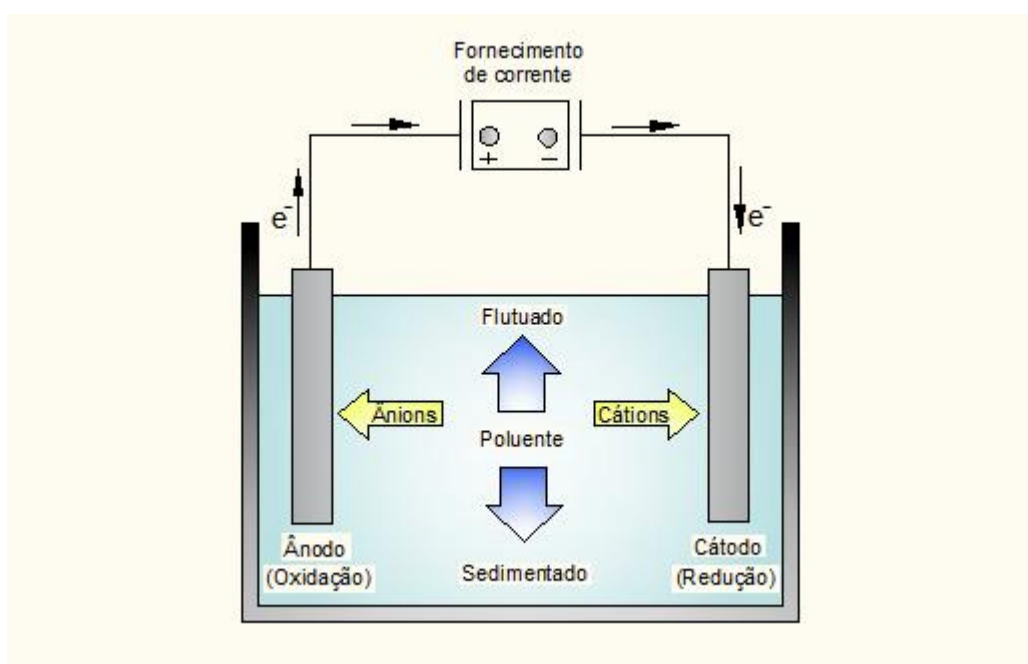 Fornecimento
de corrente
+ −
e-
e-
Flutuado
Ânions
Cátions
Poluente
Ânodo
(Oxidação)
Sedimentado
Cátodo
(Redução)